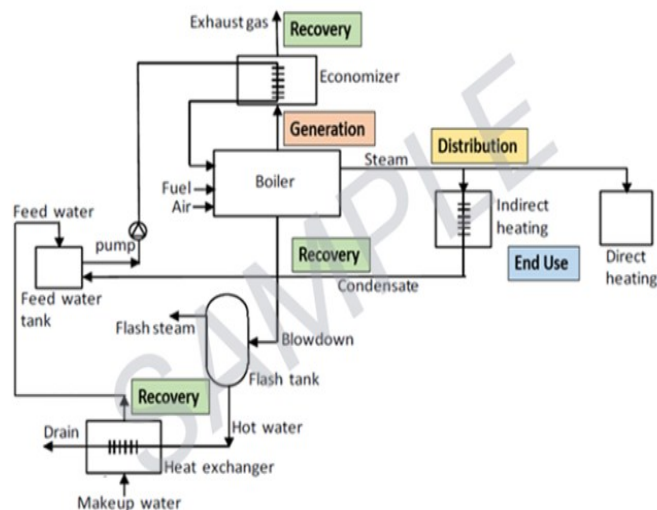 Exhaust gas
Recovery
Economizer
Generation
Distribution
Steam
Boiler
Fuel
Air
Indirect
heating
Direct
heating
Feed water
pump
Feed water
tank
Recovery
End Use
Condensate
Flash steam
Blowdown
Flash tank
Recovery
Hot water
Drain
Heat exchanger
Makeup water
SAMPLE